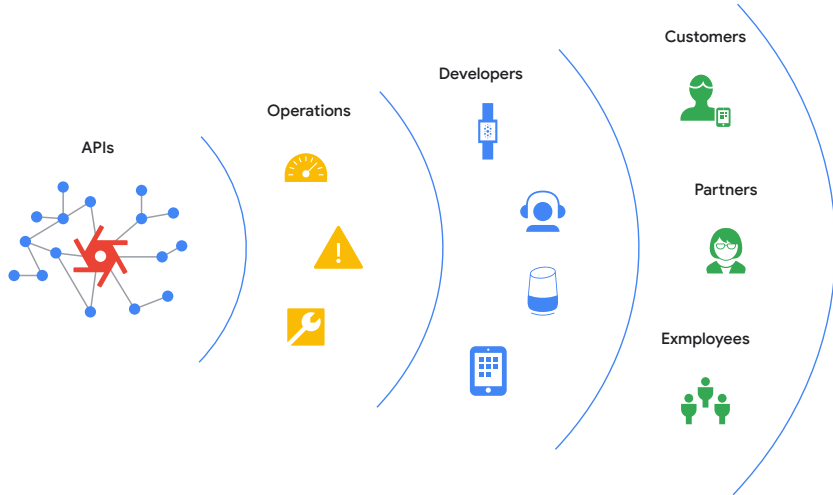 APIs
Operations
Developers
Customers
Partners
Exmployees